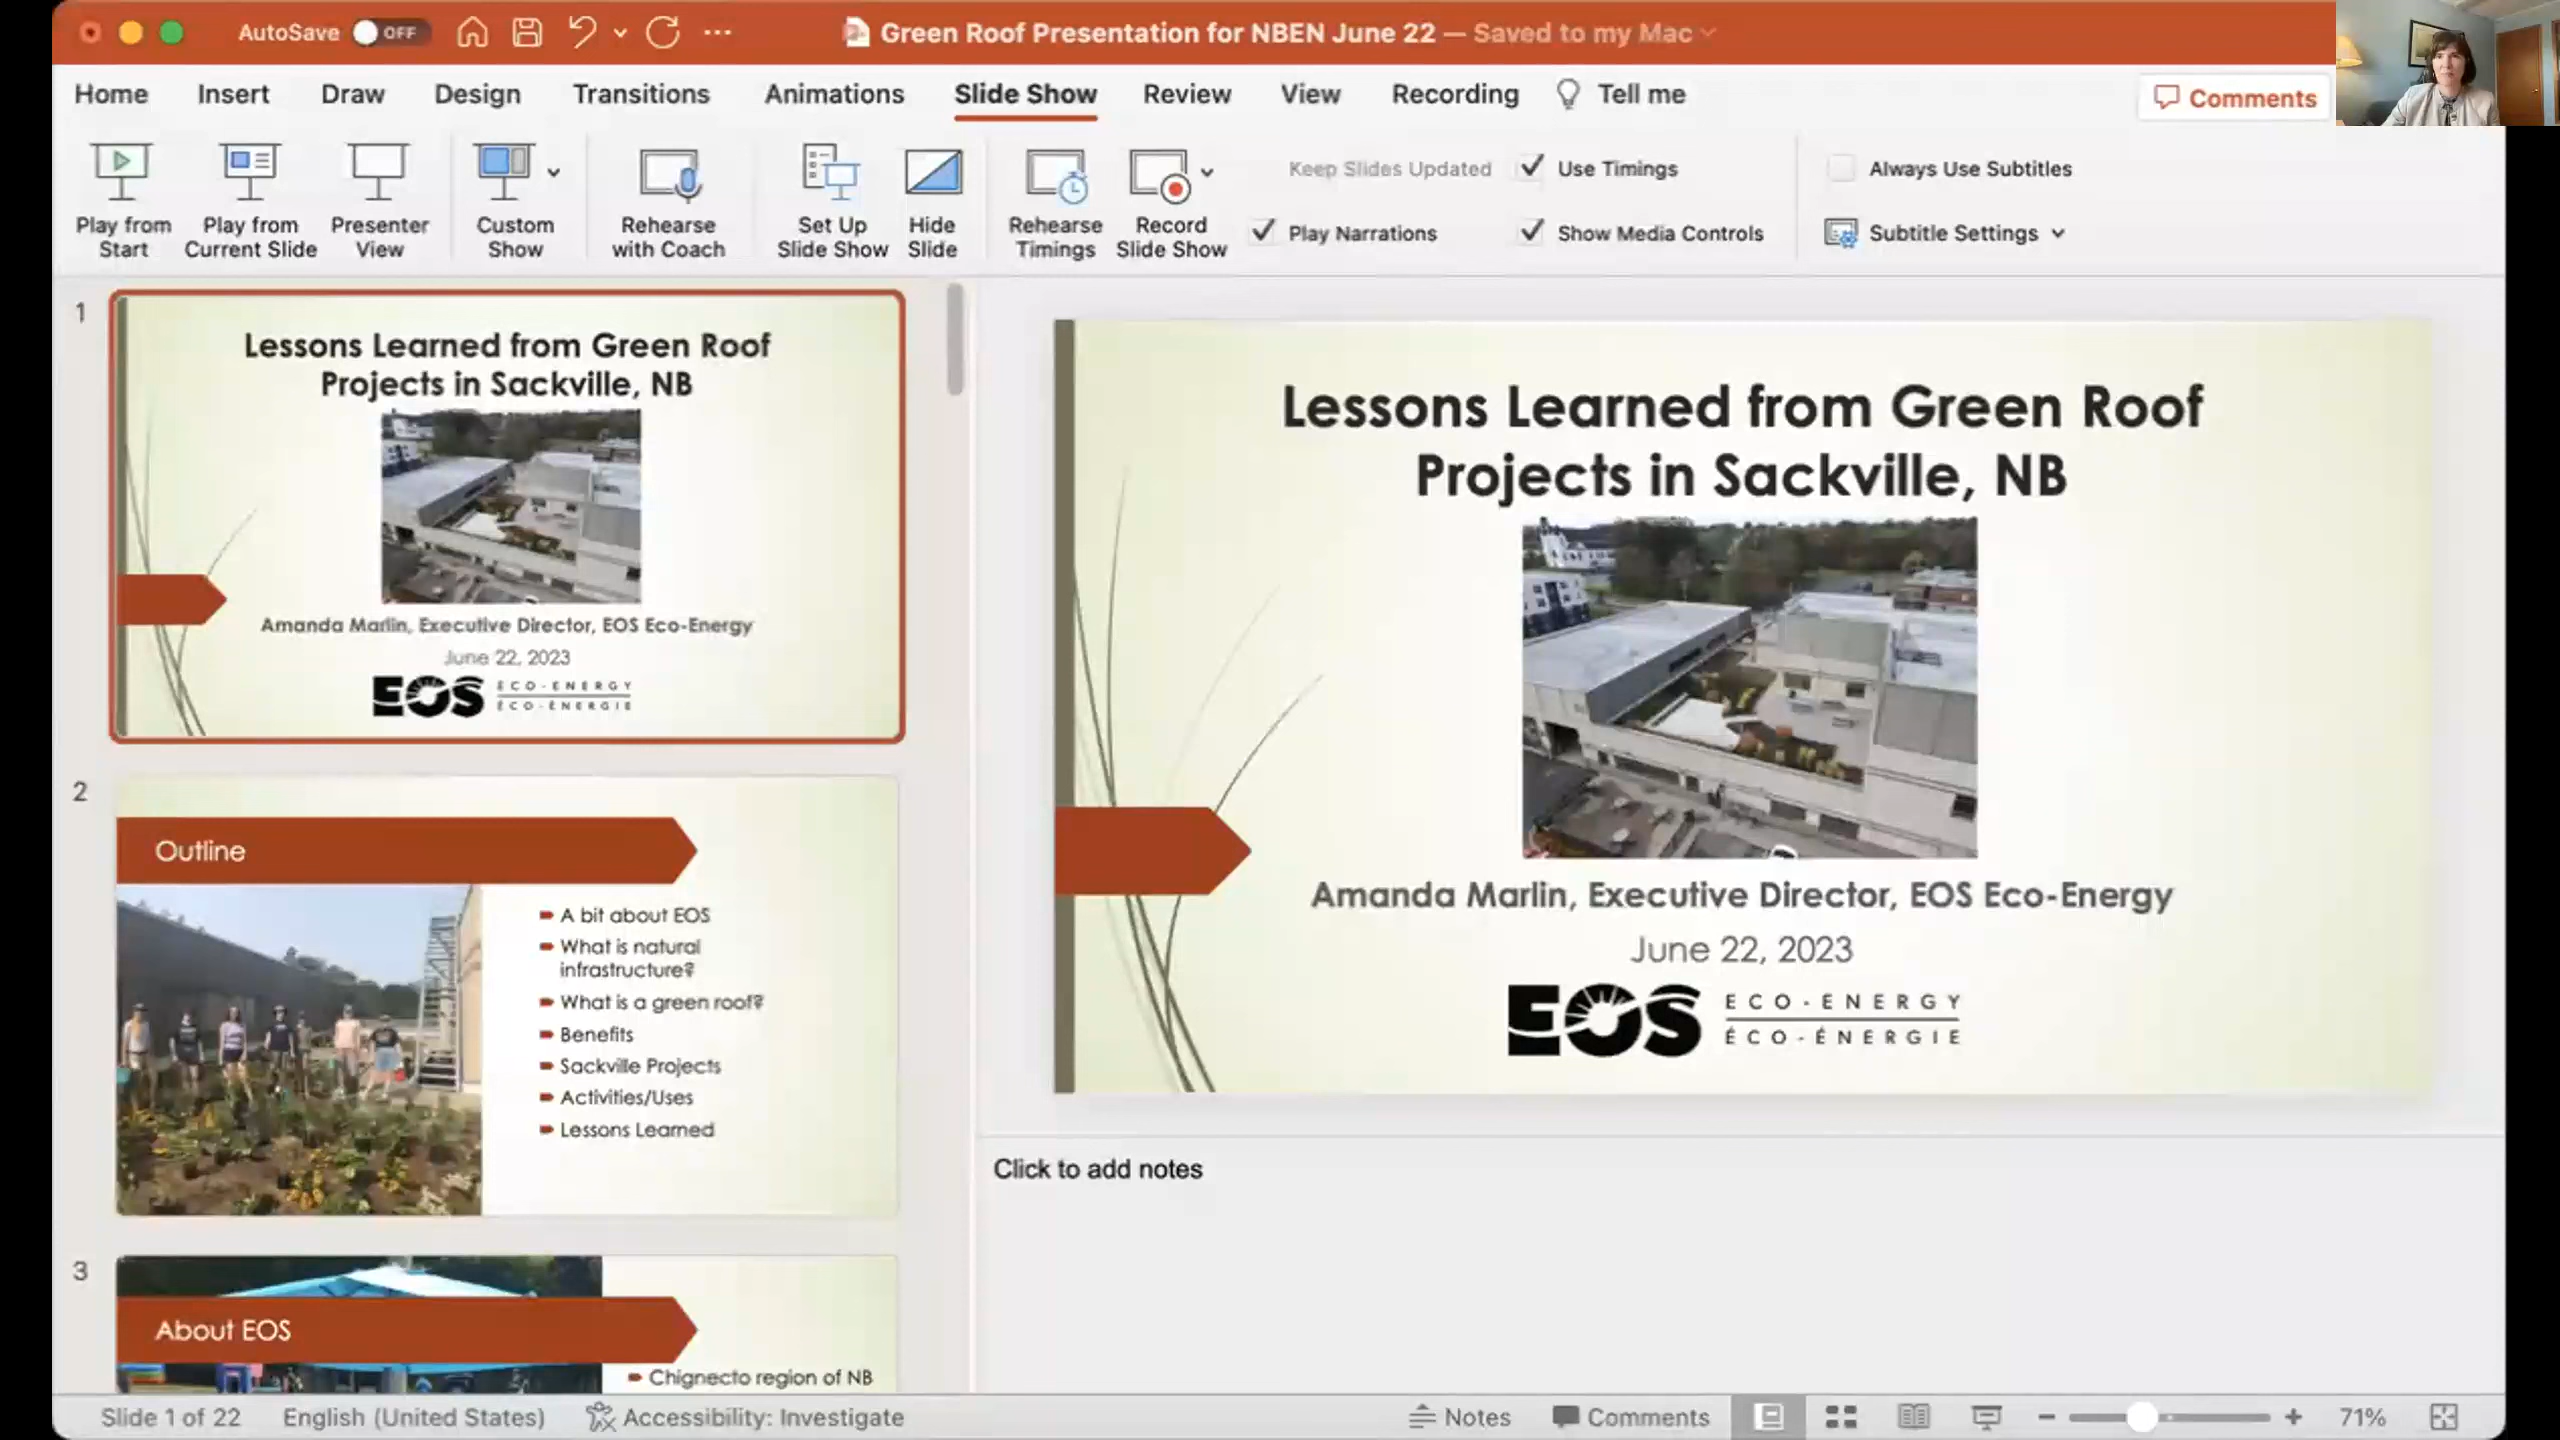 AutoSave OFF
Green Roof Presentation for NBEN June 22 — Saved to my Mac
Home Insert Draw Design Transitions Animations Slide Show Review View Recording Tell me
Comments
Play from Start
Play from Current Slide
Presenter View
Custom Show
Rehearse with Coach
Set Up Slide Show
Hide Slide
Rehearse Timings
Record Slide Show
Keep Slides Updated
Use Timings
Play Narrations
Show Media Controls
Always Use Subtitles
Subtitle Settings
1
Lessons Learned from Green Roof
Projects in Sackville, NB
Amanda Marlin, Executive Director, EOS Eco-Energy
June 22, 2023
EOS ECO-ENERGY
ÉCO-ÉNERGIE
2
Outline
A bit about EOS
What is natural
infrastructure?
What is a green roof?
Benefits
Sackville Projects
Activities/Uses
Lessons Learned
3
About EOS
Chignecto region of NB
Lessons Learned from Green Roof
Projects in Sackville, NB
Amanda Marlin, Executive Director, EOS Eco-Energy
June 22, 2023
EOS ECO-ENERGY
ÉCO-ÉNERGIE
Click to add notes
Slide 1 of 22 English (United States) Accessibility: Investigate Notes Comments 71%